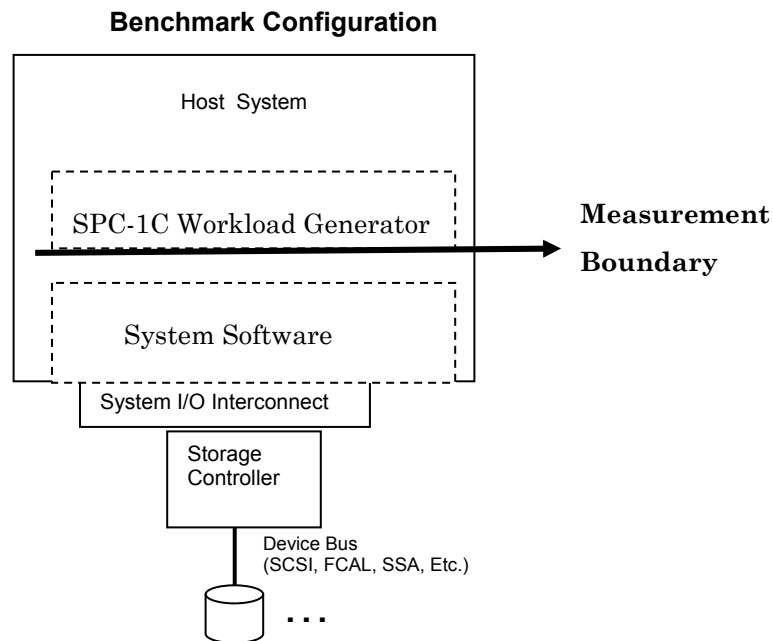 Benchmark Configuration
Host System
SPC-1C Workload Generator
Measurement
Boundary
System Software
System I/O Interconnect
Storage
Controller
Device Bus
(SCSI, FCAL, SSA, Etc.)
...